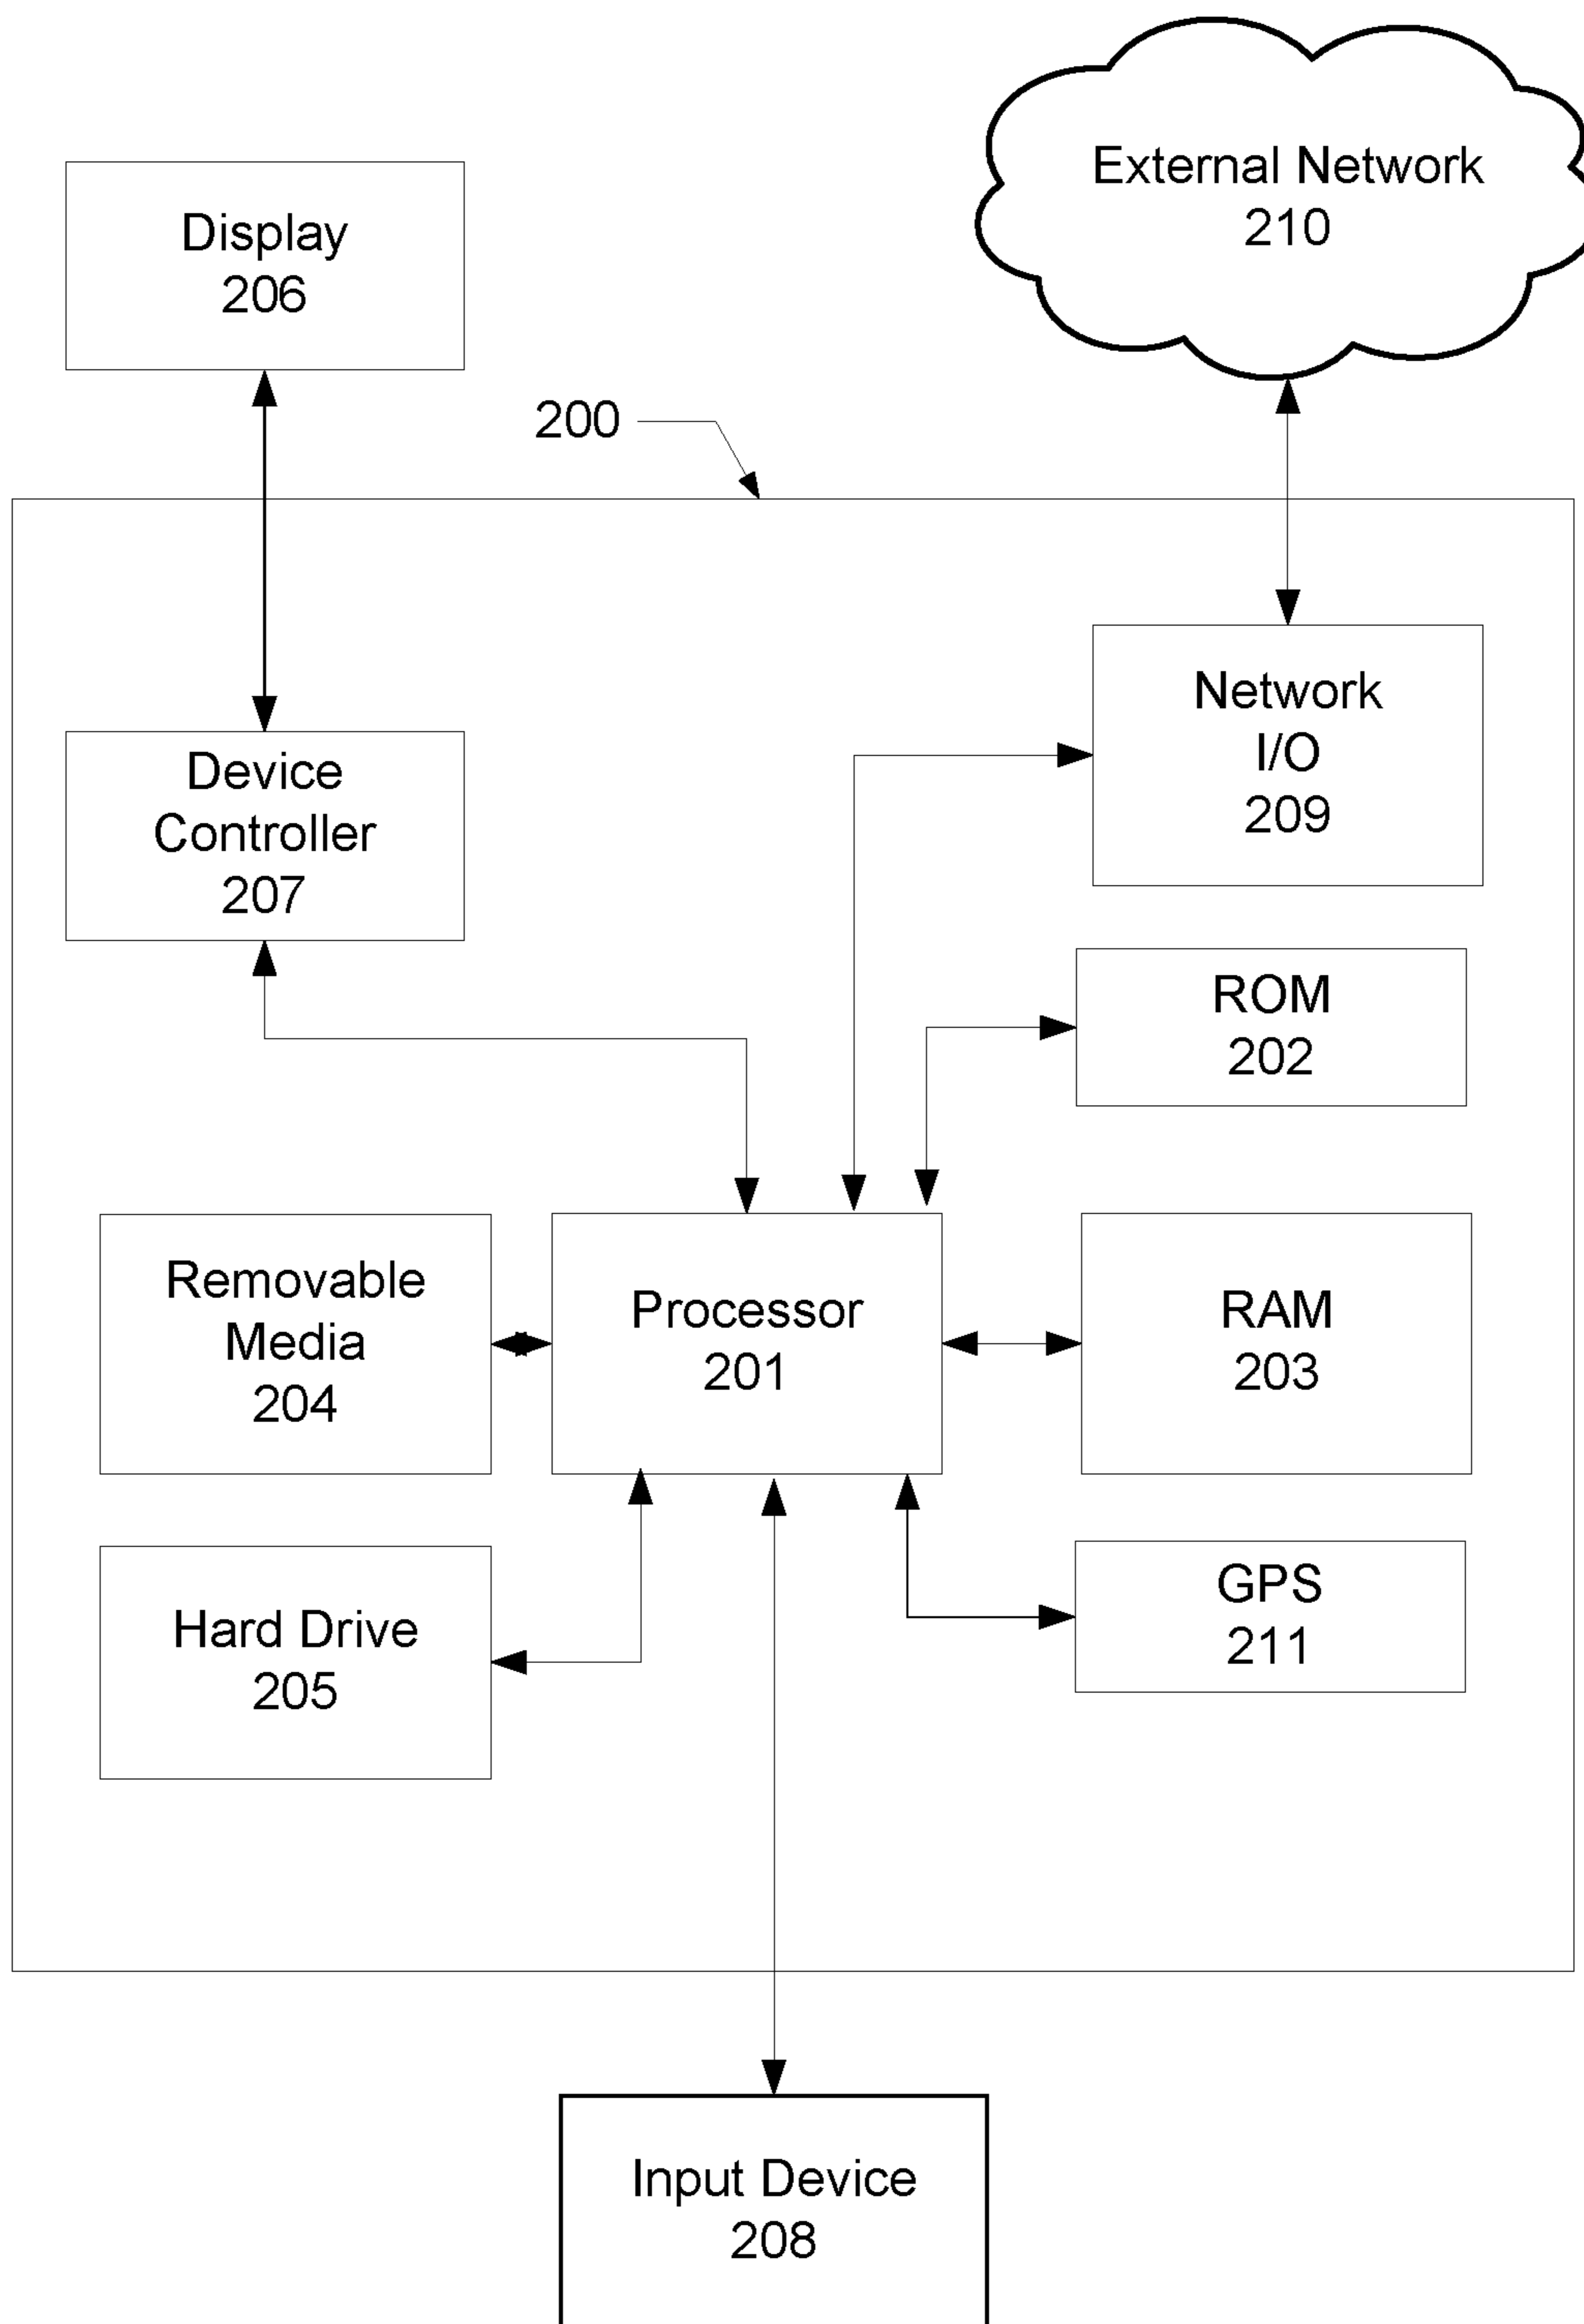 External Network
210
Display
206
200
Network
I/O
209
Device
Controller
207
ROM
202
Removable
Media
204
Processor
201
RAM
203
Hard Drive
205
GPS
211
Input Device
208